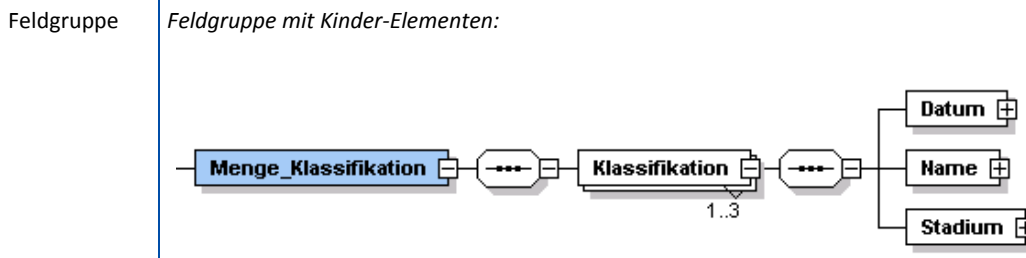 Feldgruppe
Feldgruppe mit Kinder-Elementen:
Datum
Menge_Klassifikation
Klassifikation
Name
1..3
Stadium